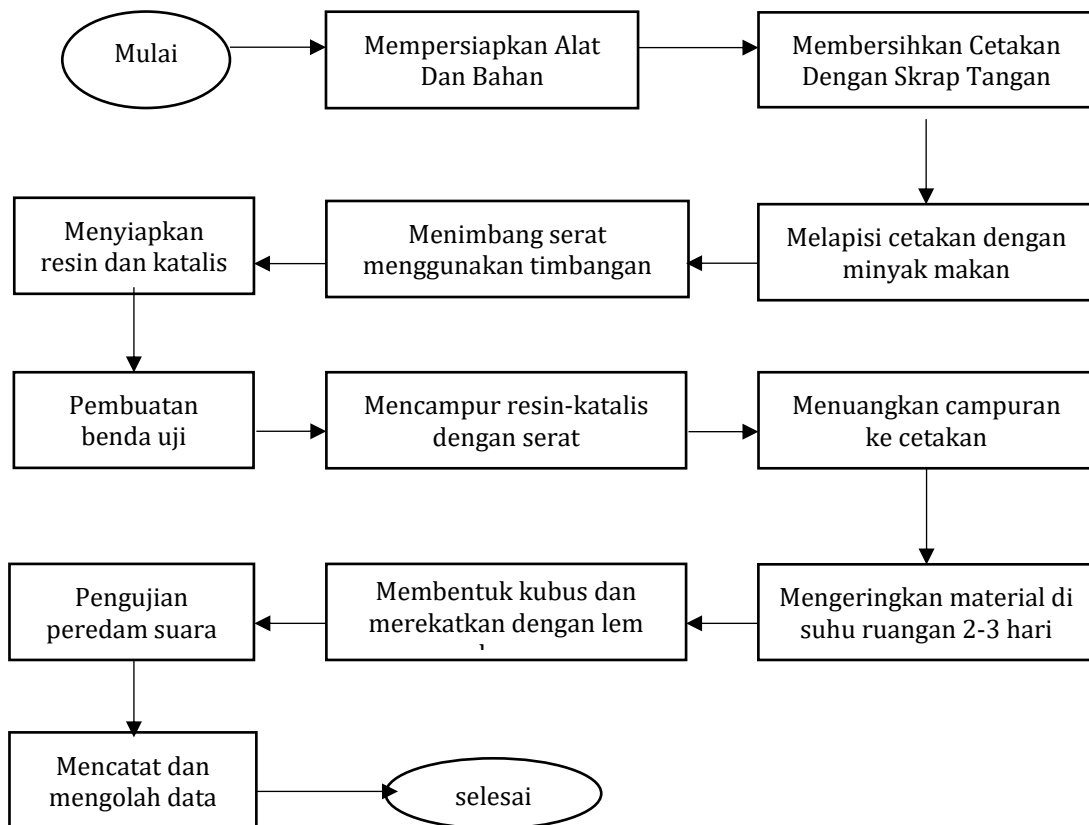 Mulai
Mempersiapkan Alat
Dan Bahan
Membersihkan Cetakan
Dengan Skrap Tangan
Melapisi cetakan dengan
minyak makan
Menimbang serat
menggunakan timbangan
Menyiapkan
resin dan katalis
Pembuatan
benda uji
Mencampur resin-katalis
dengan serat
Menuangkan campuran
ke cetakan
Mengeringkan material di
suhu ruangan 2-3 hari
Membentuk kubus dan
merekatkan dengan lem
Pengujian
peredam suara
Mencatat dan
mengolah data
selesai